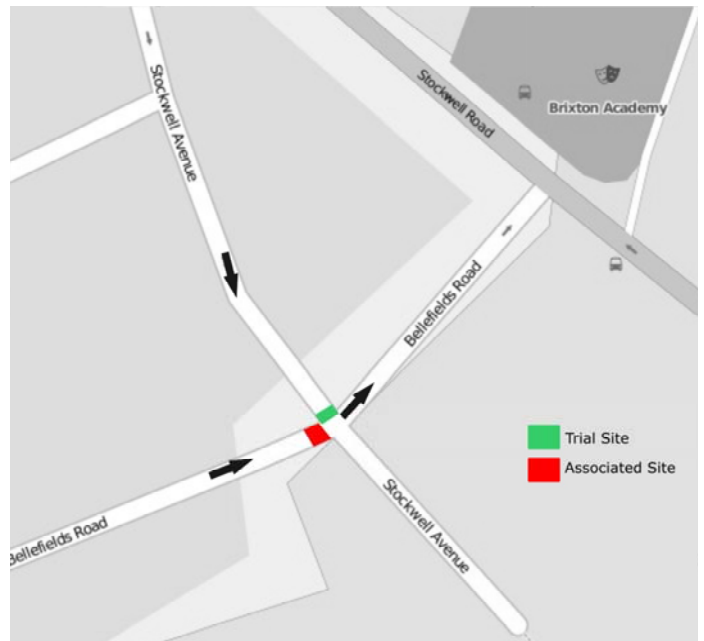 Stockwell Avenue
Stockwell Road
Brixton Academy
Bellefields Road
Trial Site
Associated Site
Stockwell Avenue
Bellefields Road